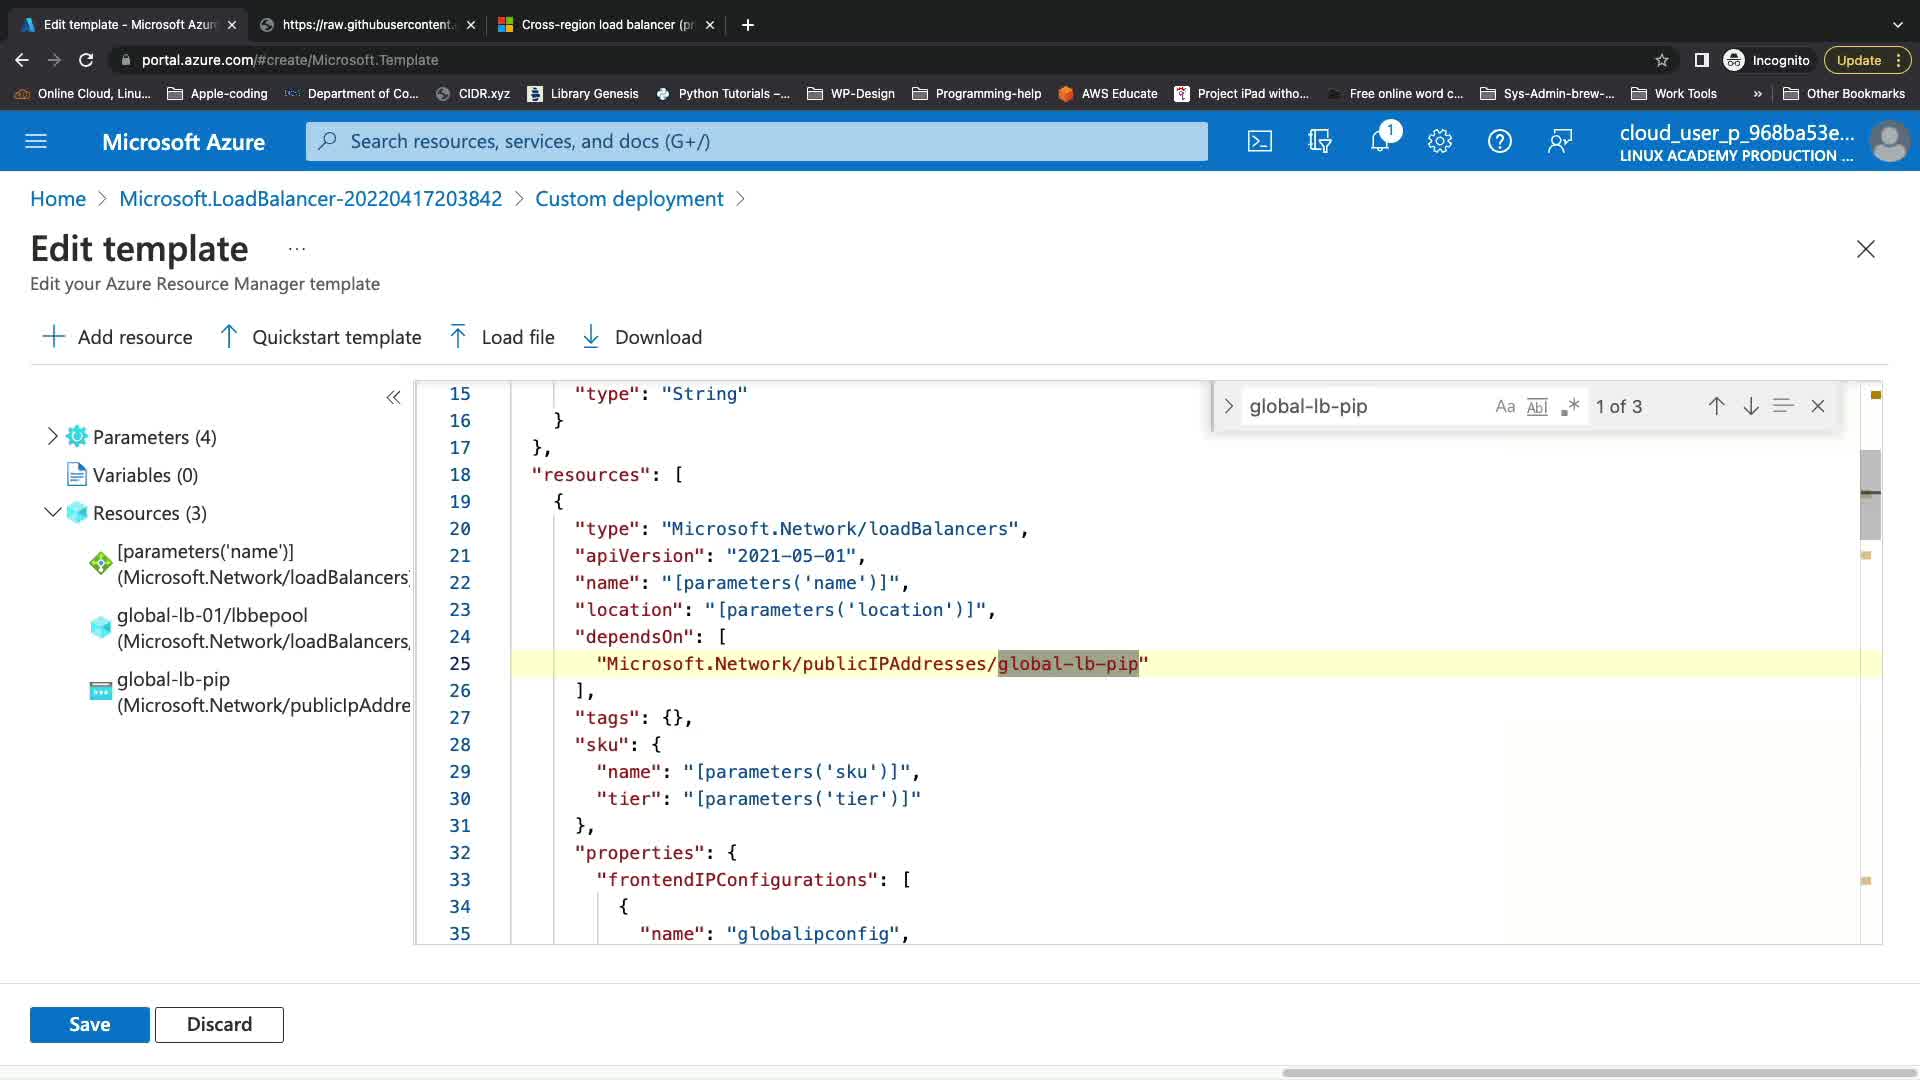 Edit template - Microsoft Azur
https://raw.githubusercontent.
Cross-region load balancer (pr
portal.azure.com/#create/Microsoft.Template
Incognito
Update
Online Cloud, Linu...
Apple-coding
Department of Co...
CIDR.xyz
Library Genesis
Python Tutorials –...
WP-Design
Programming-help
AWS Educate
Project iPad witho...
Free online word c...
Sys-Admin-brew-...
Work Tools
»
Other Bookmarks
Microsoft Azure
Search resources, services, and docs (G+/)
1
cloud_user_p_968ba53e...
LINUX ACADEMY PRODUCTION ...
Home > Microsoft.LoadBalancer-20220417203842 > Custom deployment >
Edit template ...
Edit your Azure Resource Manager template
Add resource
Quickstart template
Load file
Download
«
Parameters (4)
Variables (0)
Resources (3)
[parameters('name')]
(Microsoft.Network/loadBalancers)
global-lb-01/lbbepool
(Microsoft.Network/loadBalancers/
global-lb-pip
(Microsoft.Network/publicIpAddre
global-lb-pip
Aa
Abl
.*
1 of 3
15 "type": "String"
16 }
17 },
18 "resources": [
19 {
20 "type": "Microsoft.Network/loadBalancers",
21 "apiVersion": "2021-05-01",
22 "name": "[parameters('name')]",
23 "location": "[parameters('location')]",
24 "dependsOn": [
25 "Microsoft.Network/publicIPAddresses/global-lb-pip"
26 ],
27 "tags": {},
28 "sku": {
29 "name": "[parameters('sku')]",
30 "tier": "[parameters('tier')]"
31 },
32 "properties": {
33 "frontendIPConfigurations": [
34 {
35 "name": "globalipconfig",
Save
Discard